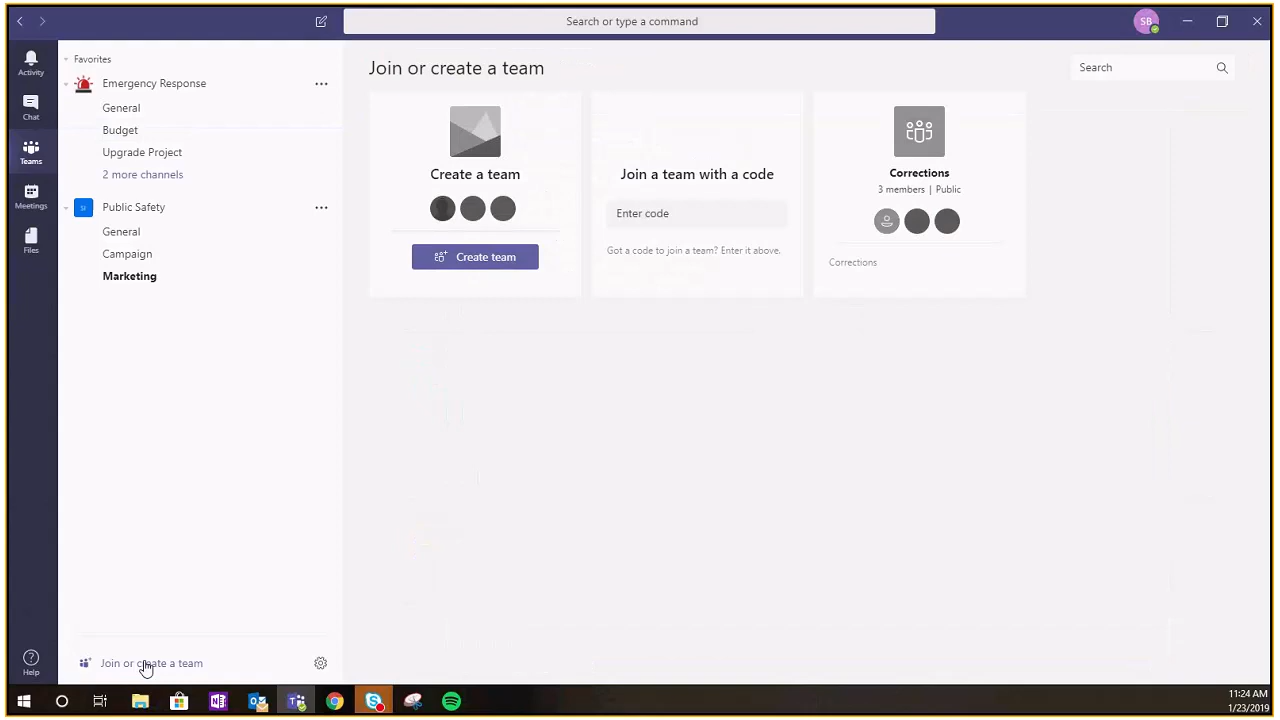 Search or type a command
SB
Activity
Chat
Teams
Meetings
Files
Help
Favorites
Emergency Response
General
Budget
Upgrade Project
2 more channels
Public Safety
General
Campaign
Marketing
Join or create a team
Join or create a team
Search
Create a team
Create team
Join a team with a code
Enter code
Got a code to join a team? Enter it above.
Corrections
3 members | Public
Corrections
11:24 AM
1/23/2019